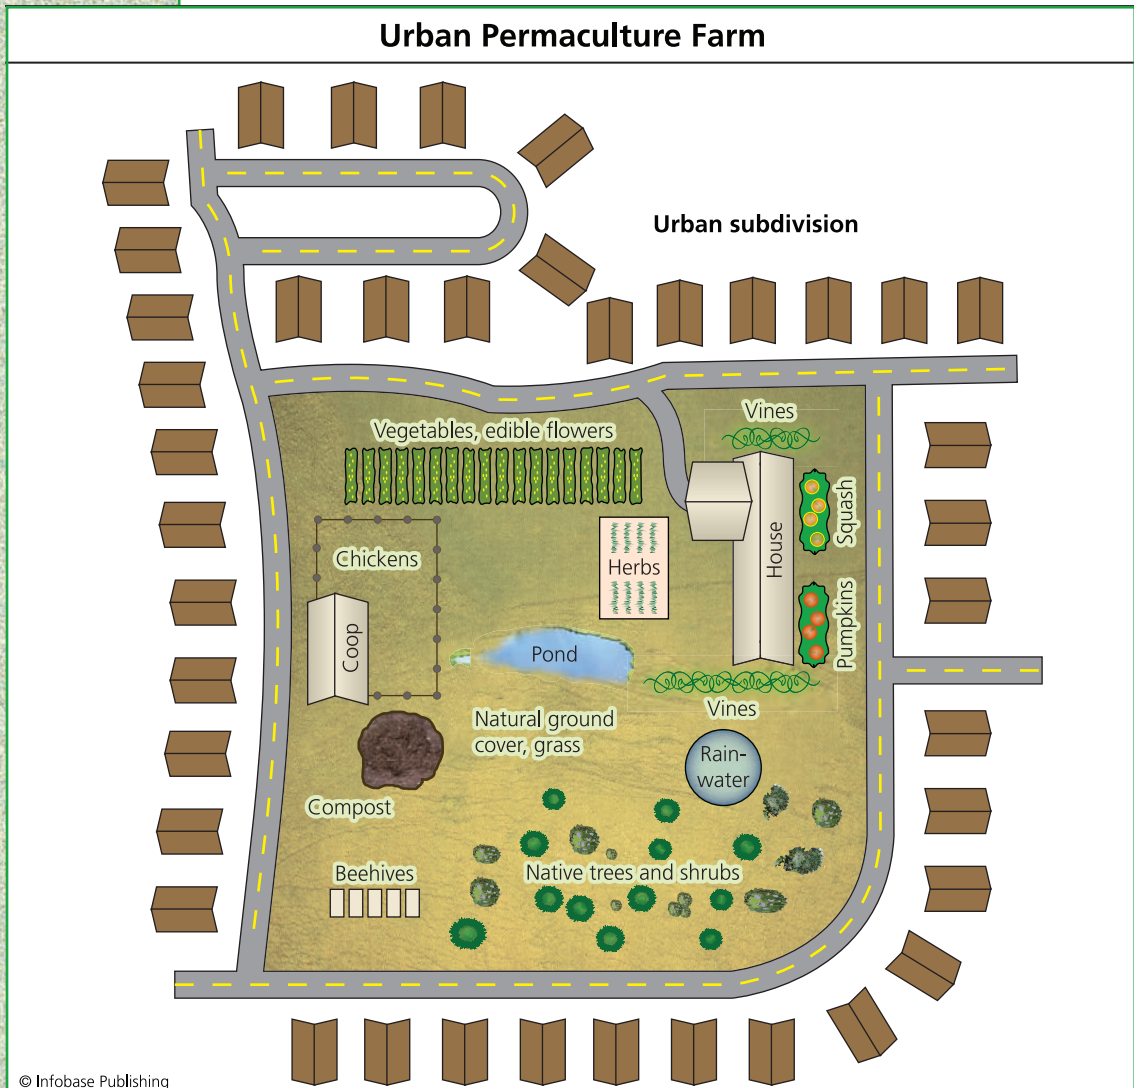 Urban Permaculture Farm
Urban subdivision
Vines
Vegetables, edible flowers
Squash
House
Chickens
Herbs
Pumpkins
Coop
Pond
Vines
Natural ground
cover, grass
Rain-
water
Compost
Beehives
Native trees and shrubs
© Infobase Publishing